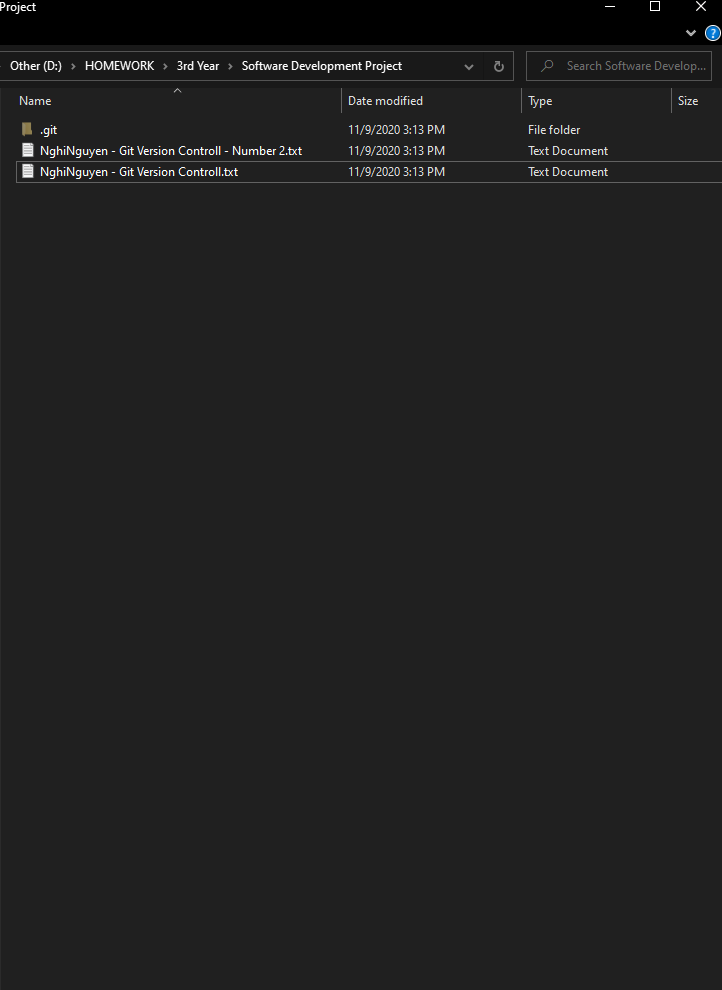 Project
?
Other (D:) > HOMEWORK > 3rd Year > Software Development Project
Search Software Develop...
Name Date modified Type Size
.git 11/9/2020 3:13 PM File folder
NghiNguyen - Git Version Controll - Number 2.txt 11/9/2020 3:13 PM Text Document
NghiNguyen - Git Version Controll.txt 11/9/2020 3:13 PM Text Document